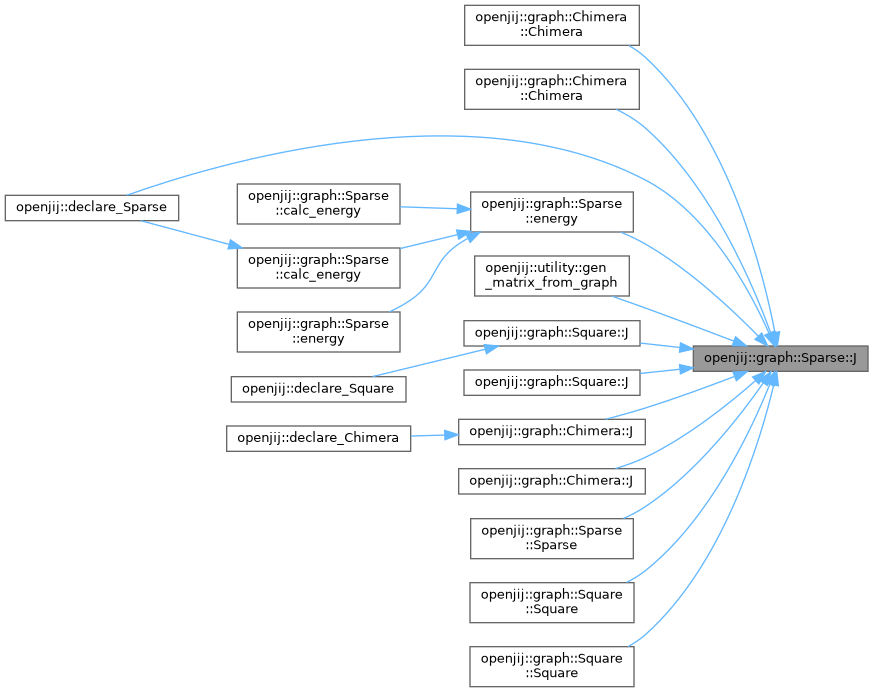 openjij::graph::Chimera
::Chimera
openjij::graph::Chimera
::Chimera
openjij::declare_Sparse
openjij::graph::Sparse
::calc_energy
openjij::graph::Sparse
::energy
openjij::graph::Sparse
::calc_energy
openjij::utility::gen
_matrix_from_graph
openjij::graph::Sparse
::energy
openjij::graph::Square::J
openjij::graph::Sparse::J
openjij::declare_Square
openjij::graph::Square::J
openjij::declare_Chimera
openjij::graph::Chimera::J
openjij::graph::Chimera::J
openjij::graph::Sparse
::Sparse
openjij::graph::Square
::Square
openjij::graph::Square
::Square